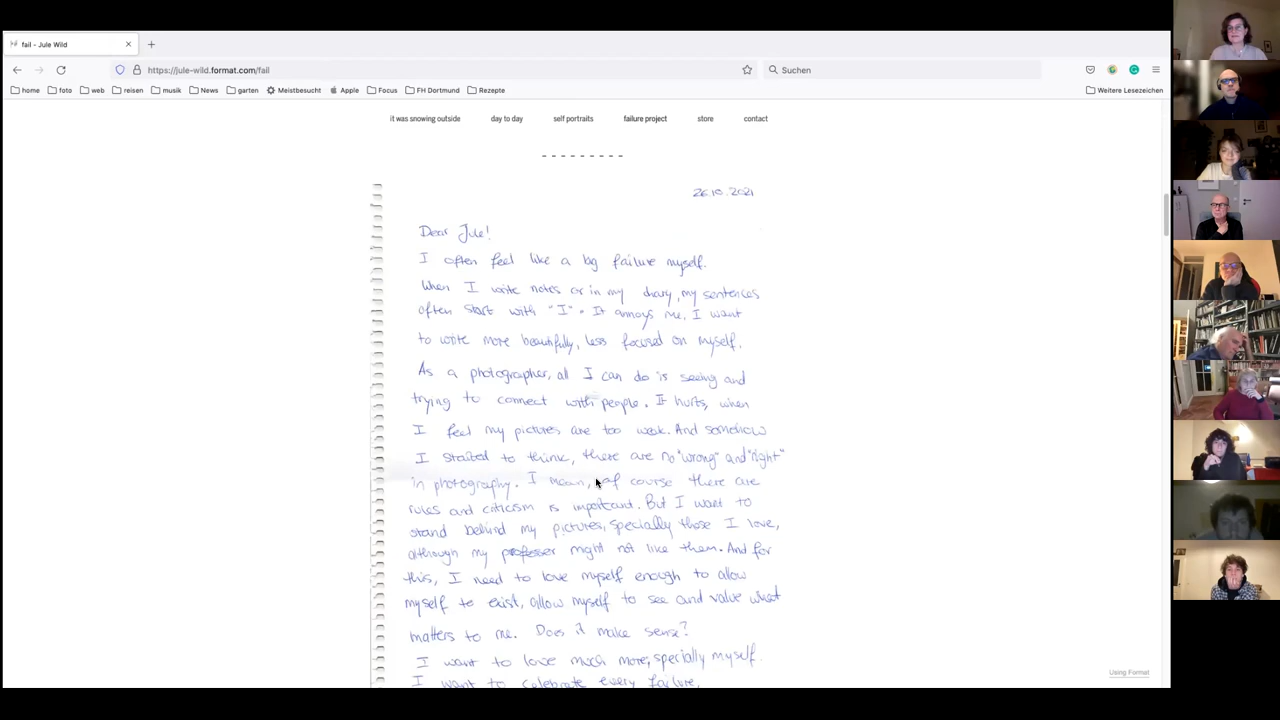 fail - Jule Wild
https://jule-wild.format.com/fail
Suchen
home foto web reisen musik News garten Meistbesucht Apple Focus FH Dortmund Rezepte Weitere Lesezeichen
it was snowing outside day to day self portraits failure project store contact
---------
26.10.2021
Dear Jule!
I often feel like a big failure myself.
When I write notes or in my diary, my sentences
often start with "I". It annoys me, I want
to write more beautifully, less focused on myself.
As a photographer, all I can do is seeing and
trying to connect with people. It hurts, when
I feel my pictures are too weak. And somehow
I started to think, there are no "wrong" and "right"
in photography. I mean, of course there are
rules and criticism is important. But I want to
stand behind my pictures, specially those I love,
although my professer might not like them. And for
this, I need to love myself enough to allow
myself to exist, allow myself to see and value what
matters to me. Does it make sense?
I want to love much more, specially myself.
I want to celebrate every failure,
Using Format